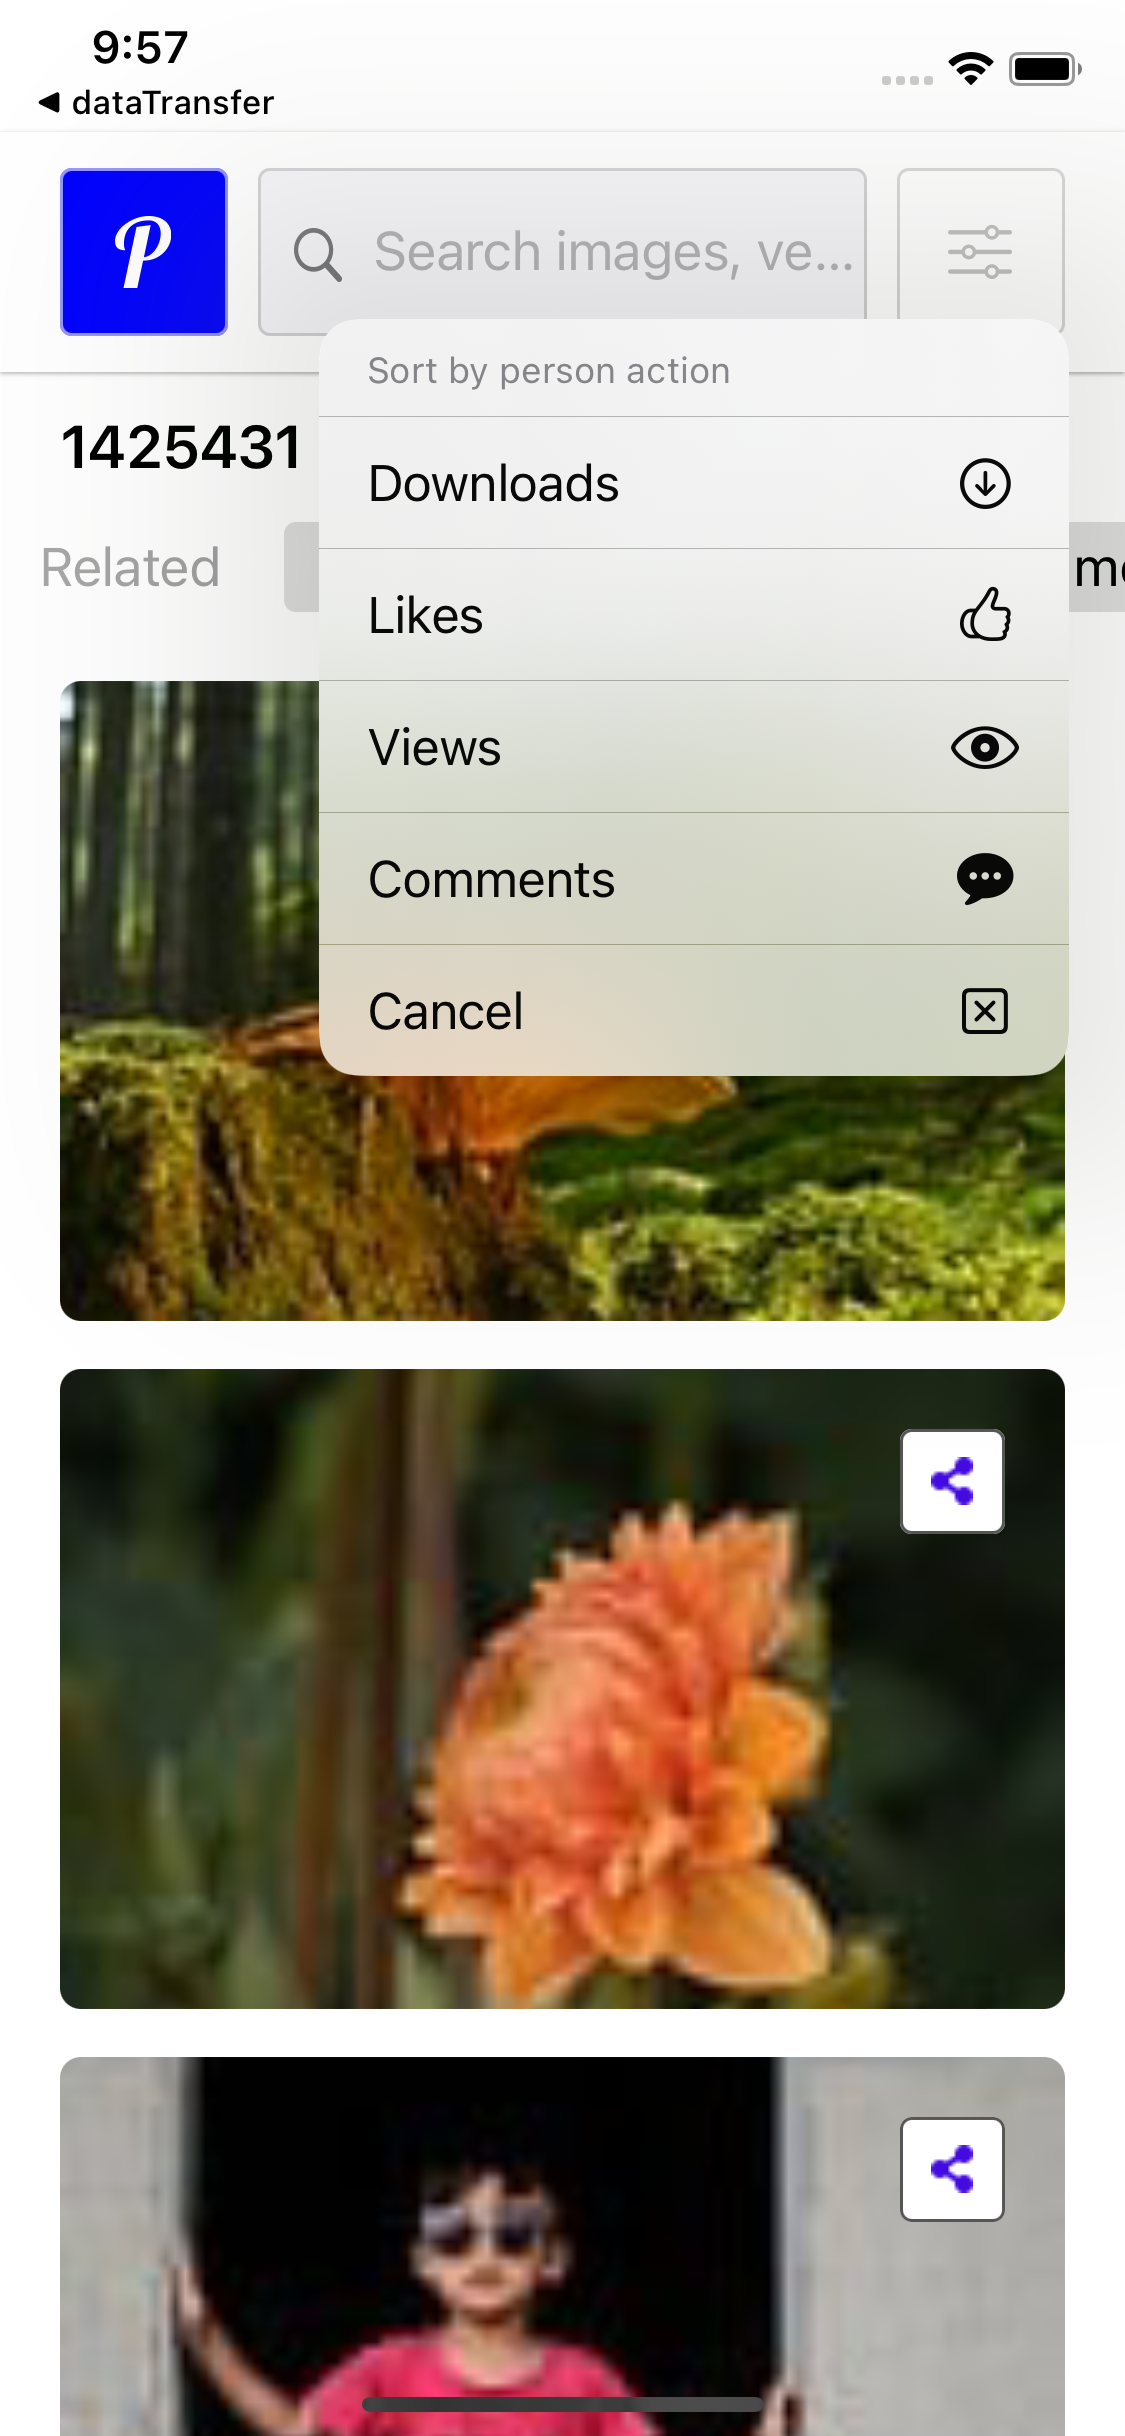 9:57
dataTransfer
P
Search images, ve...
Sort by person action
1425431
Downloads
Related
Likes
Views
Comments
Cancel